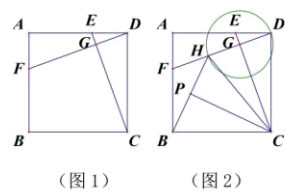 A E D A E D
G G
F F H
P
B C B C
（图 1） （图 2）